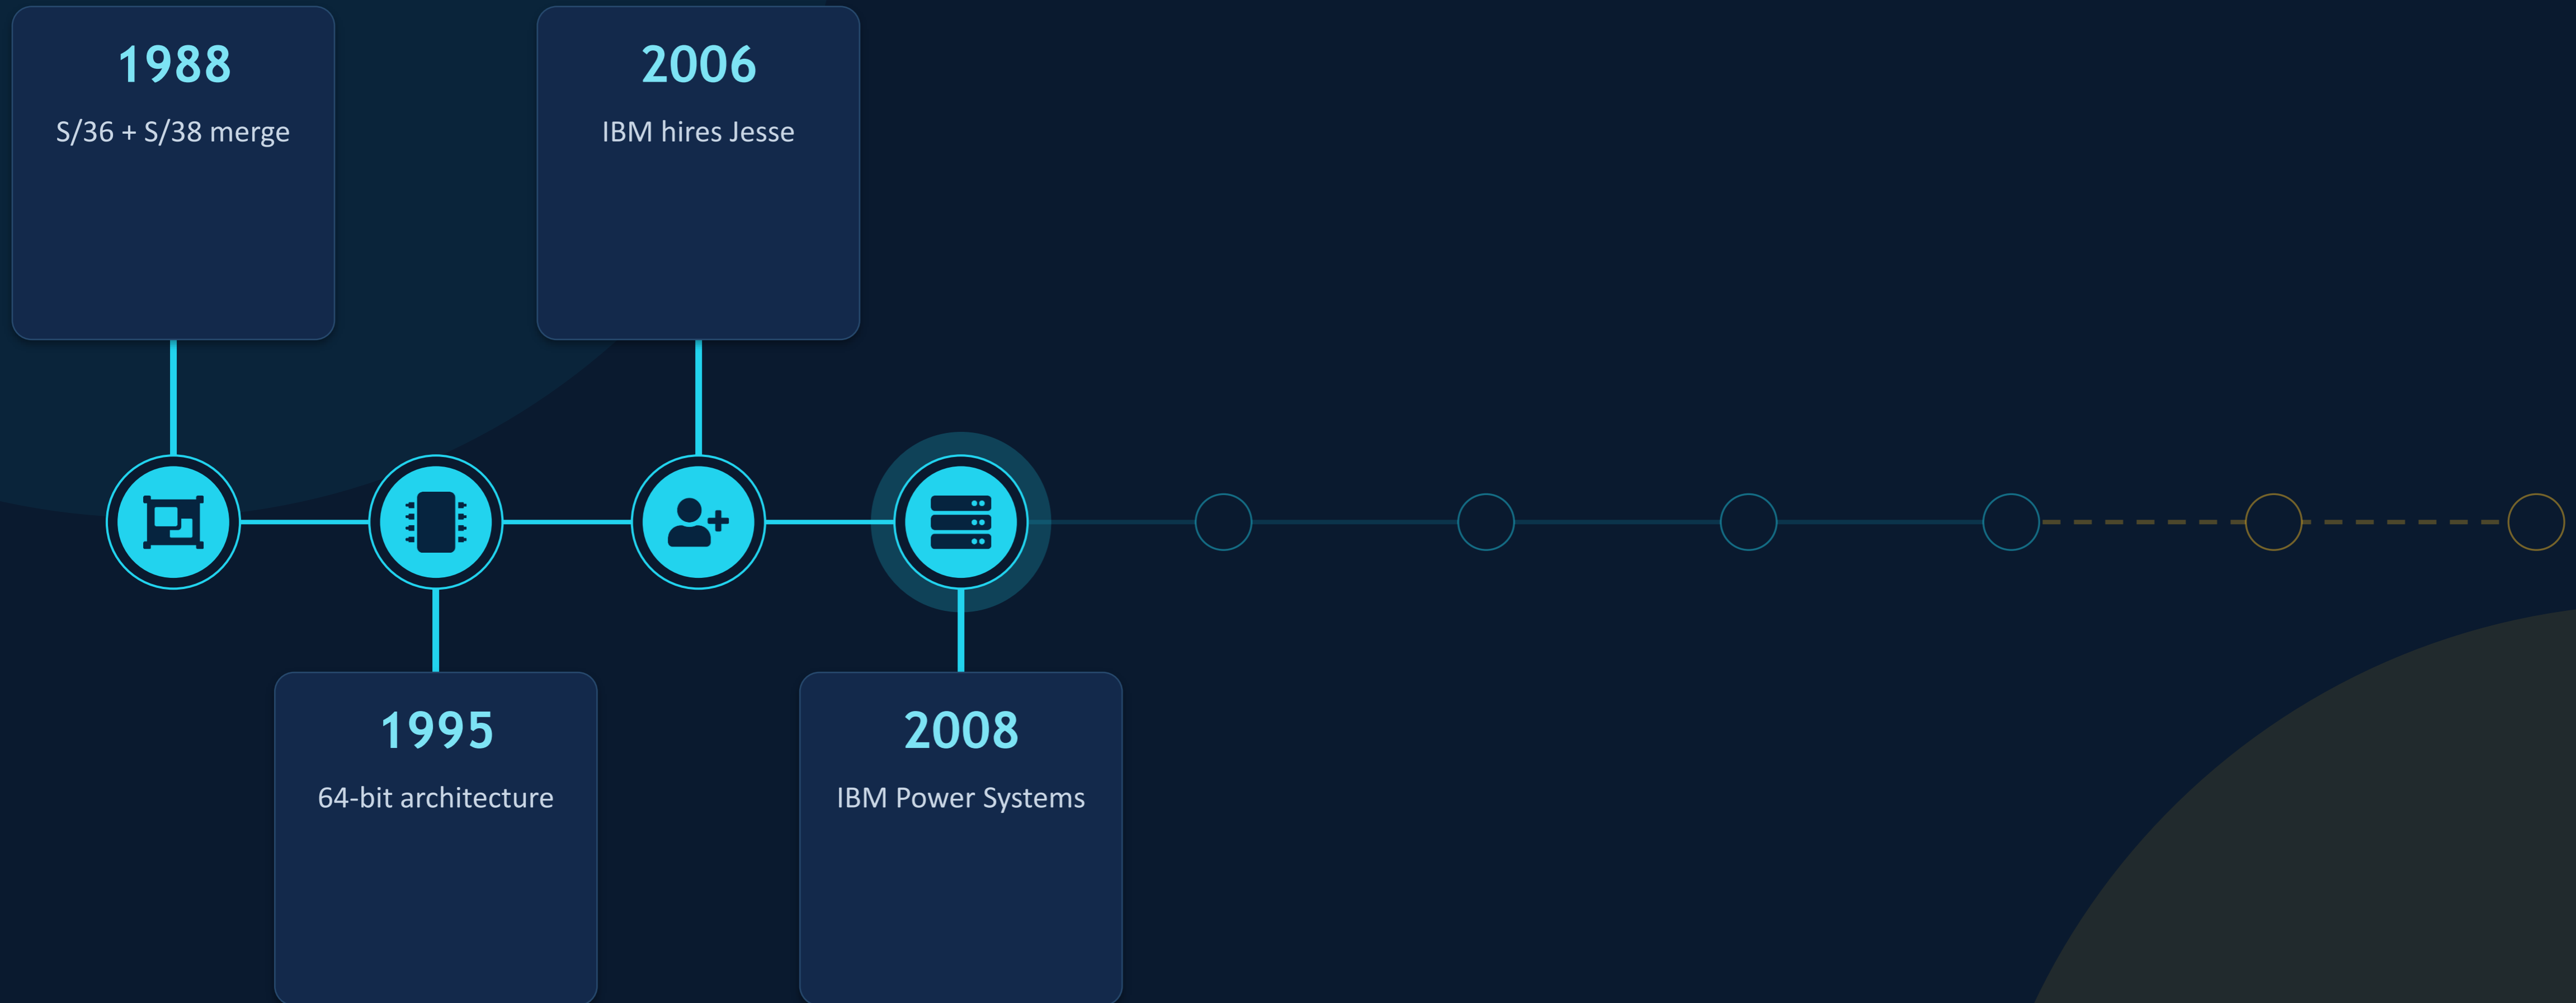 1988
S/36 + S/38 merge
2006
IBM hires Jesse
1995
64-bit architecture
2008
IBM Power Systems